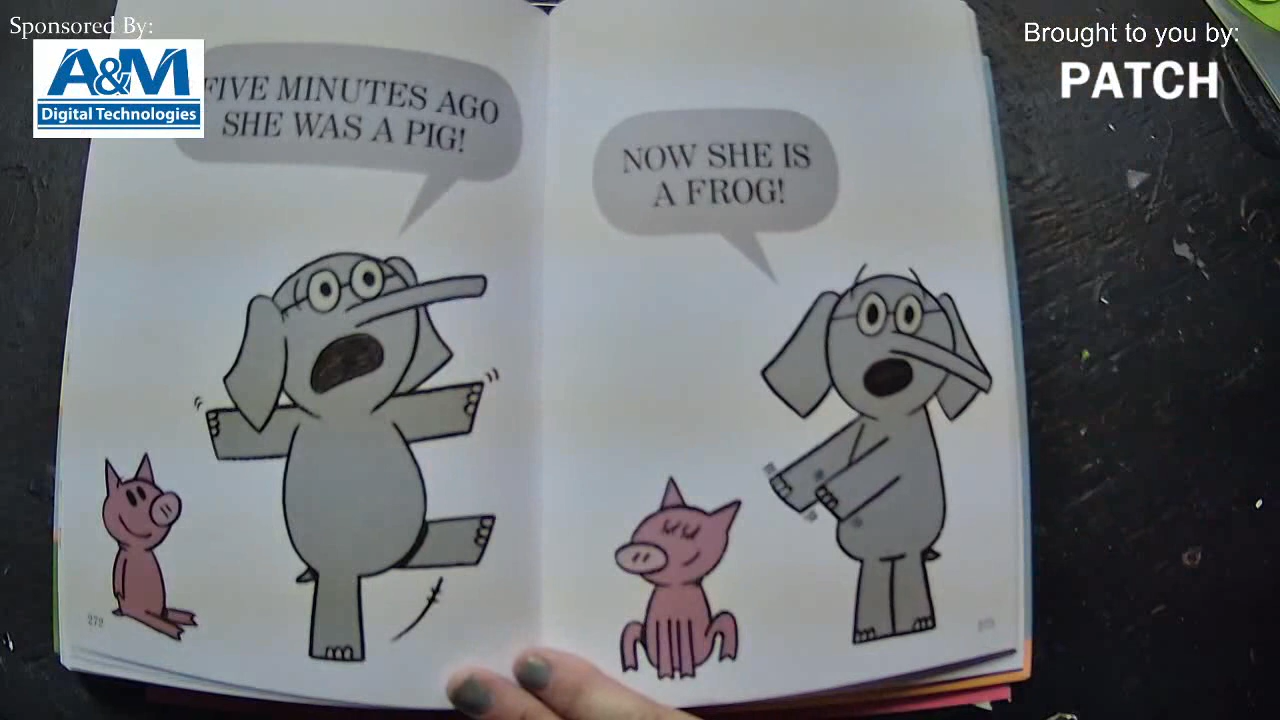 Sponsored By:
A&M
Digital Technologies
Brought to you by:
PATCH
FIVE MINUTES AGO
SHE WAS A PIG!
NOW SHE IS
A FROG!
272